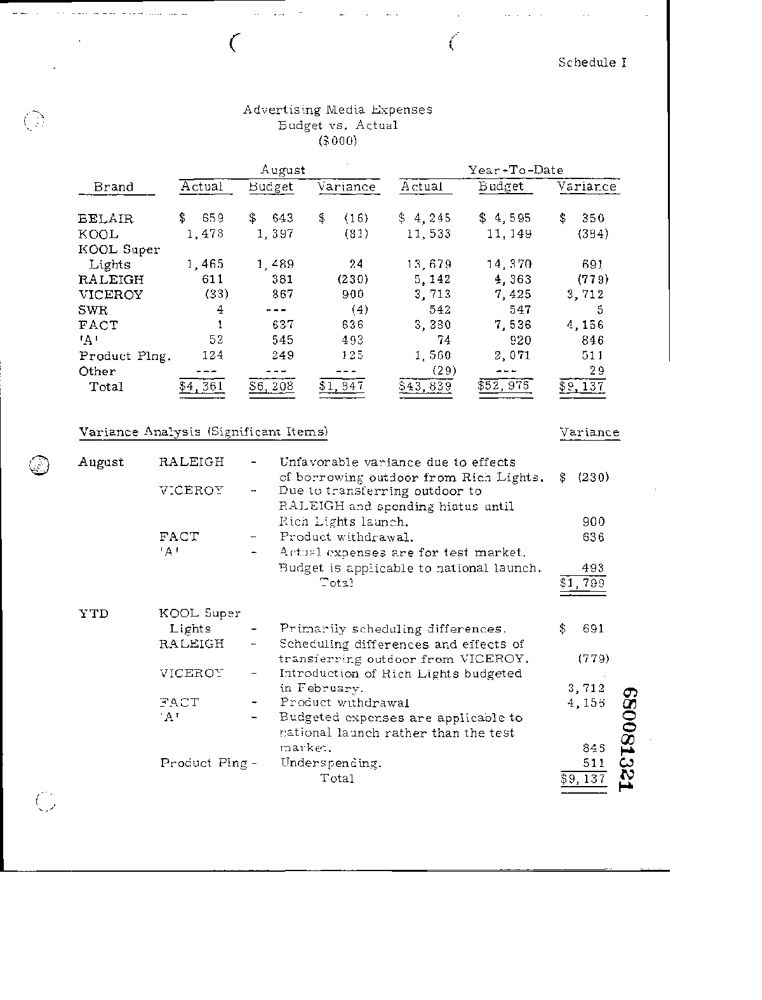 Schedule I
Advertising Media Expenses
Budget vs. Actual
($000)
August Year-To-Date
Brand Actual Budget Variance Actual Budget Variance
BELAIR $ 659 $ 643 $ (16) $ 4,245 $ 4,595 $ 350
KOOL 1,478 1,397 (81) 11,533 11,149 (384)
KOOL Super
Lights 1,465 1,489 24 13,679 14,370 691
RALEIGH 611 381 (230) 5,142 4,363 (779)
VICEROY (33) 867 900 3,713 7,425 3,712
SWR 4 --- (4) 542 547 5
FACT 1 637 636 3,380 7,536 4,156
'A' 52 545 493 74 920 846
Product Plng. 124 249 125 1,560 2,071 511
Other --- --- --- (29) --- 29
Total $4,361 $6,208 $1,847 $43,839 $52,976 $9,137
Variance Analysis (Significant Items) Variance
August RALEIGH - Unfavorable variance due to effects
of borrowing outdoor from Rich Lights. $ (230)
VICEROY - Due to transferring outdoor to
RALEIGH and spending hiatus until
Rich Lights launch. 900
FACT - Product withdrawal. 636
'A' - Actual expenses are for test market.
Budget is applicable to national launch. 493
Total $1,799
YTD KOOL Super
Lights - Primarily scheduling differences. $ 691
RALEIGH - Scheduling differences and effects of
transferring outdoor from VICEROY. (779)
VICEROY - Introduction of Rich Lights budgeted
in February. 3,712
FACT - Product withdrawal 4,156
'A' - Budgeted expenses are applicable to
national launch rather than the test
market. 846
Product Plng - Underspending. 511
Total $9,137
680081321